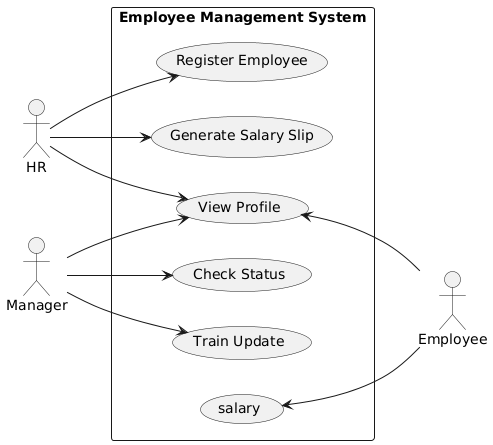 Employee Management System
Register Employee
Generate Salary Slip
HR
View Profile
Check Status
Manager
Train Update
Employee
salary